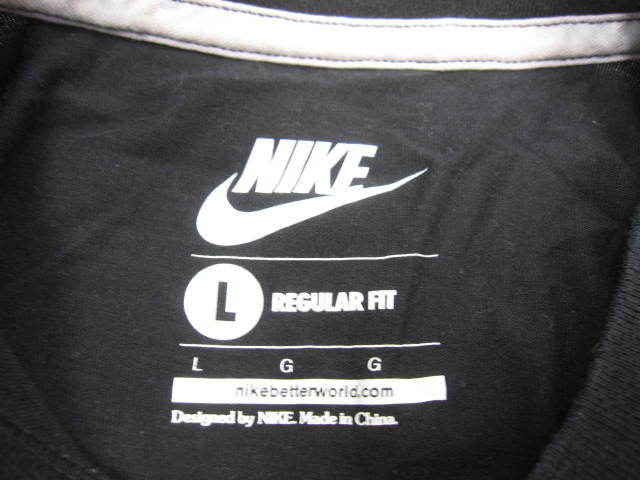 NIKE
L REGULAR FIT
L G G
nikebetterworld.com
Designed by NIKE. Made in China.